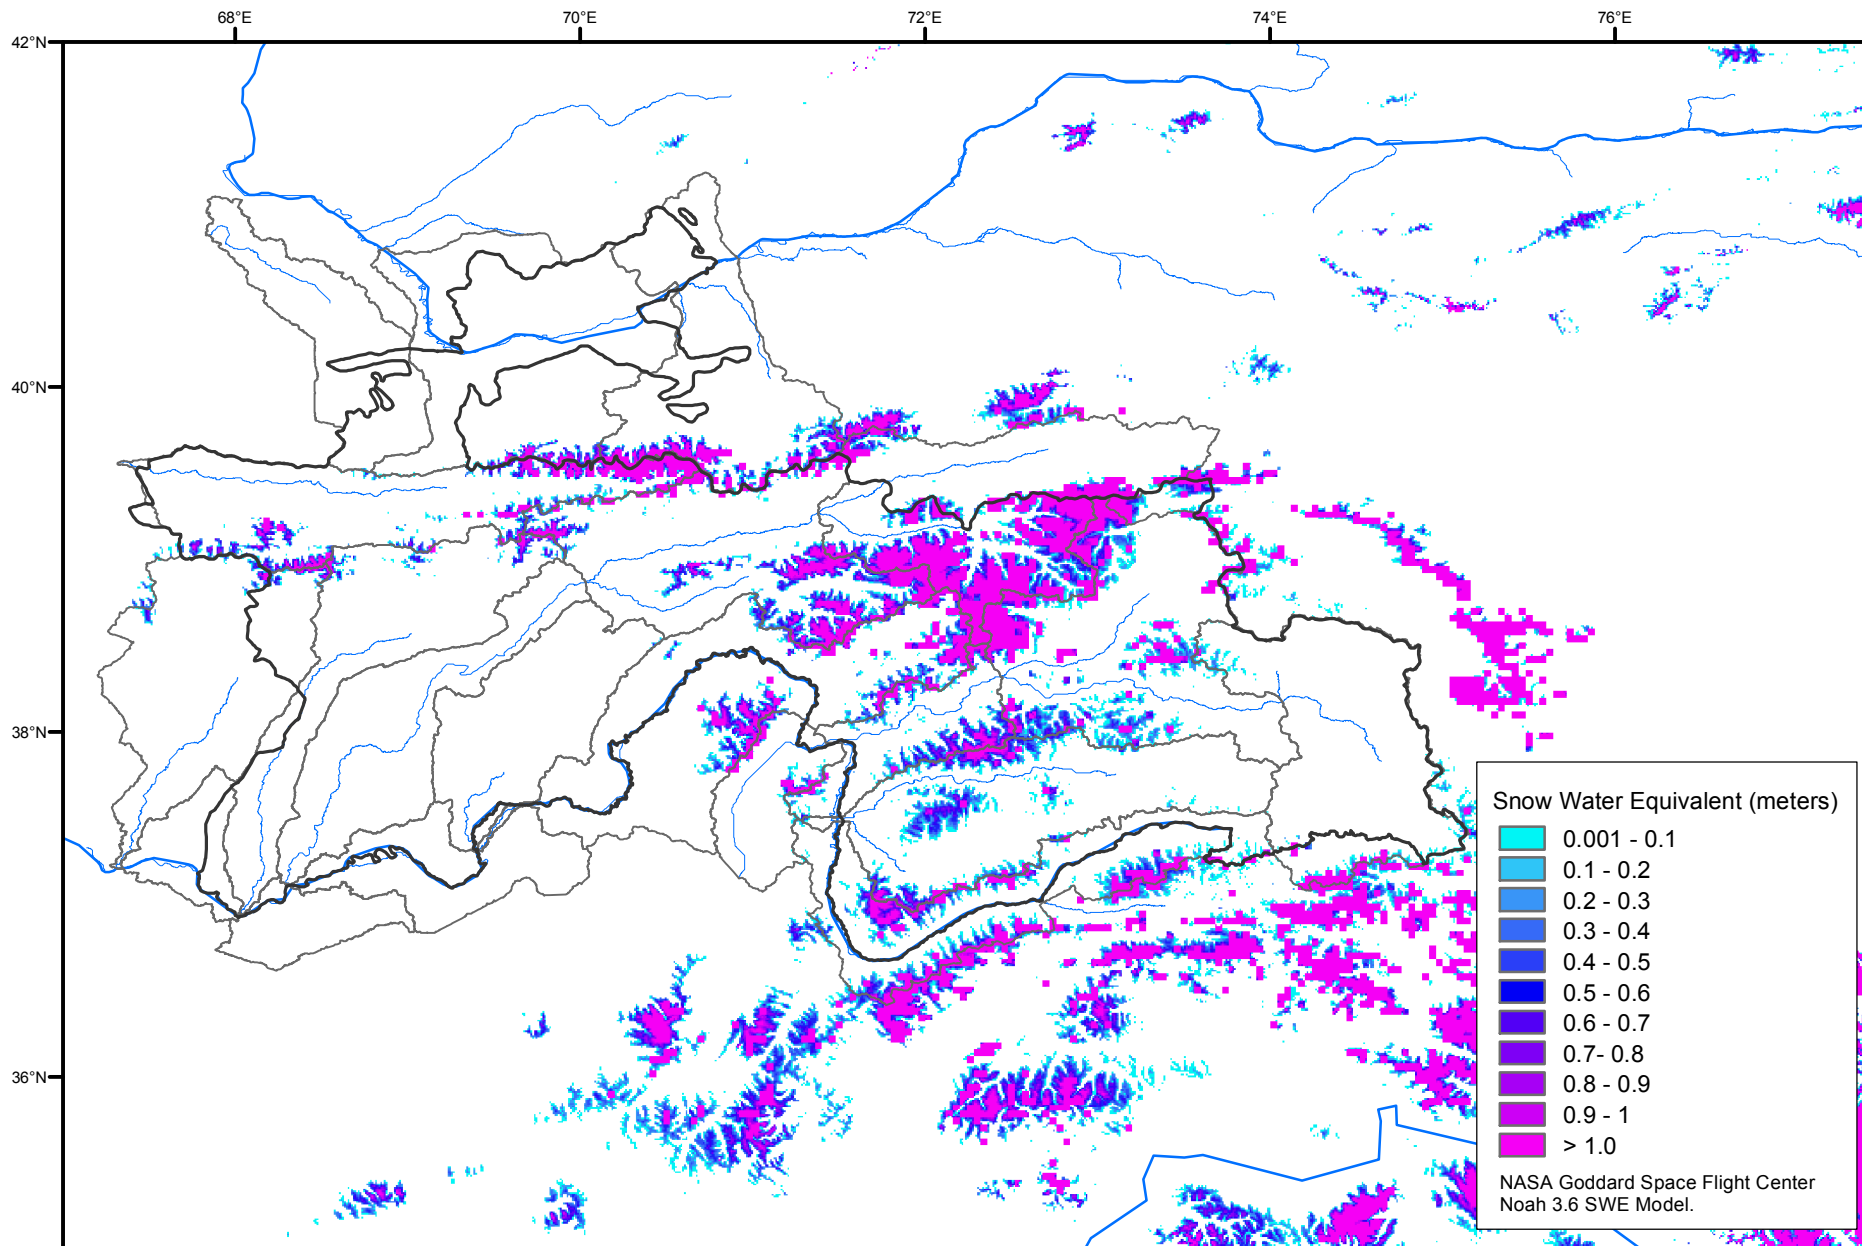 68°E
70°E
72°E
74°E
76°E
42°N
40°N
38°N
36°N
Snow Water Equivalent (meters)
0.001 - 0.1
0.1 - 0.2
0.2 - 0.3
0.3 - 0.4
0.4 - 0.5
0.5 - 0.6
0.6 - 0.7
0.7- 0.8
0.8 - 0.9
0.9 - 1
> 1.0
NASA Goddard Space Flight Center
Noah 3.6 SWE Model.